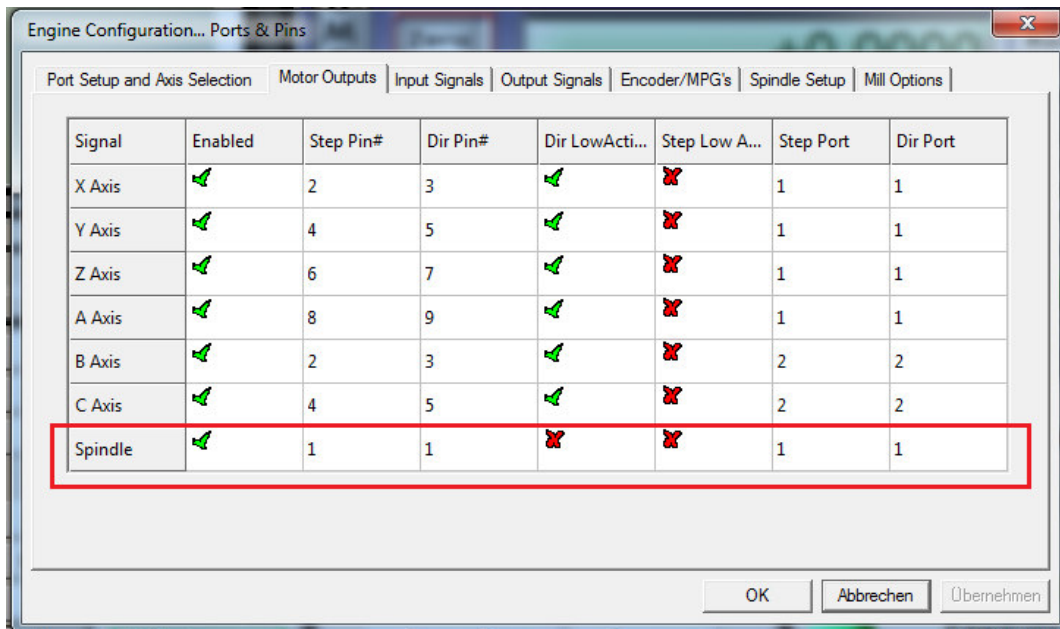 Engine Configuration... Ports & Pins
Port Setup and Axis Selection Motor Outputs Input Signals Output Signals Encoder/MPG's Spindle Setup Mill Options
Signal Enabled Step Pin# Dir Pin# Dir LowActi... Step Low A... Step Port Dir Port
X Axis 2 3 1 1
Y Axis 4 5 1 1
Z Axis 6 7 1 1
A Axis 8 9 1 1
B Axis 2 3 2 2
C Axis 4 5 2 2
Spindle 1 1 1 1
OK Abbrechen Übernehmen